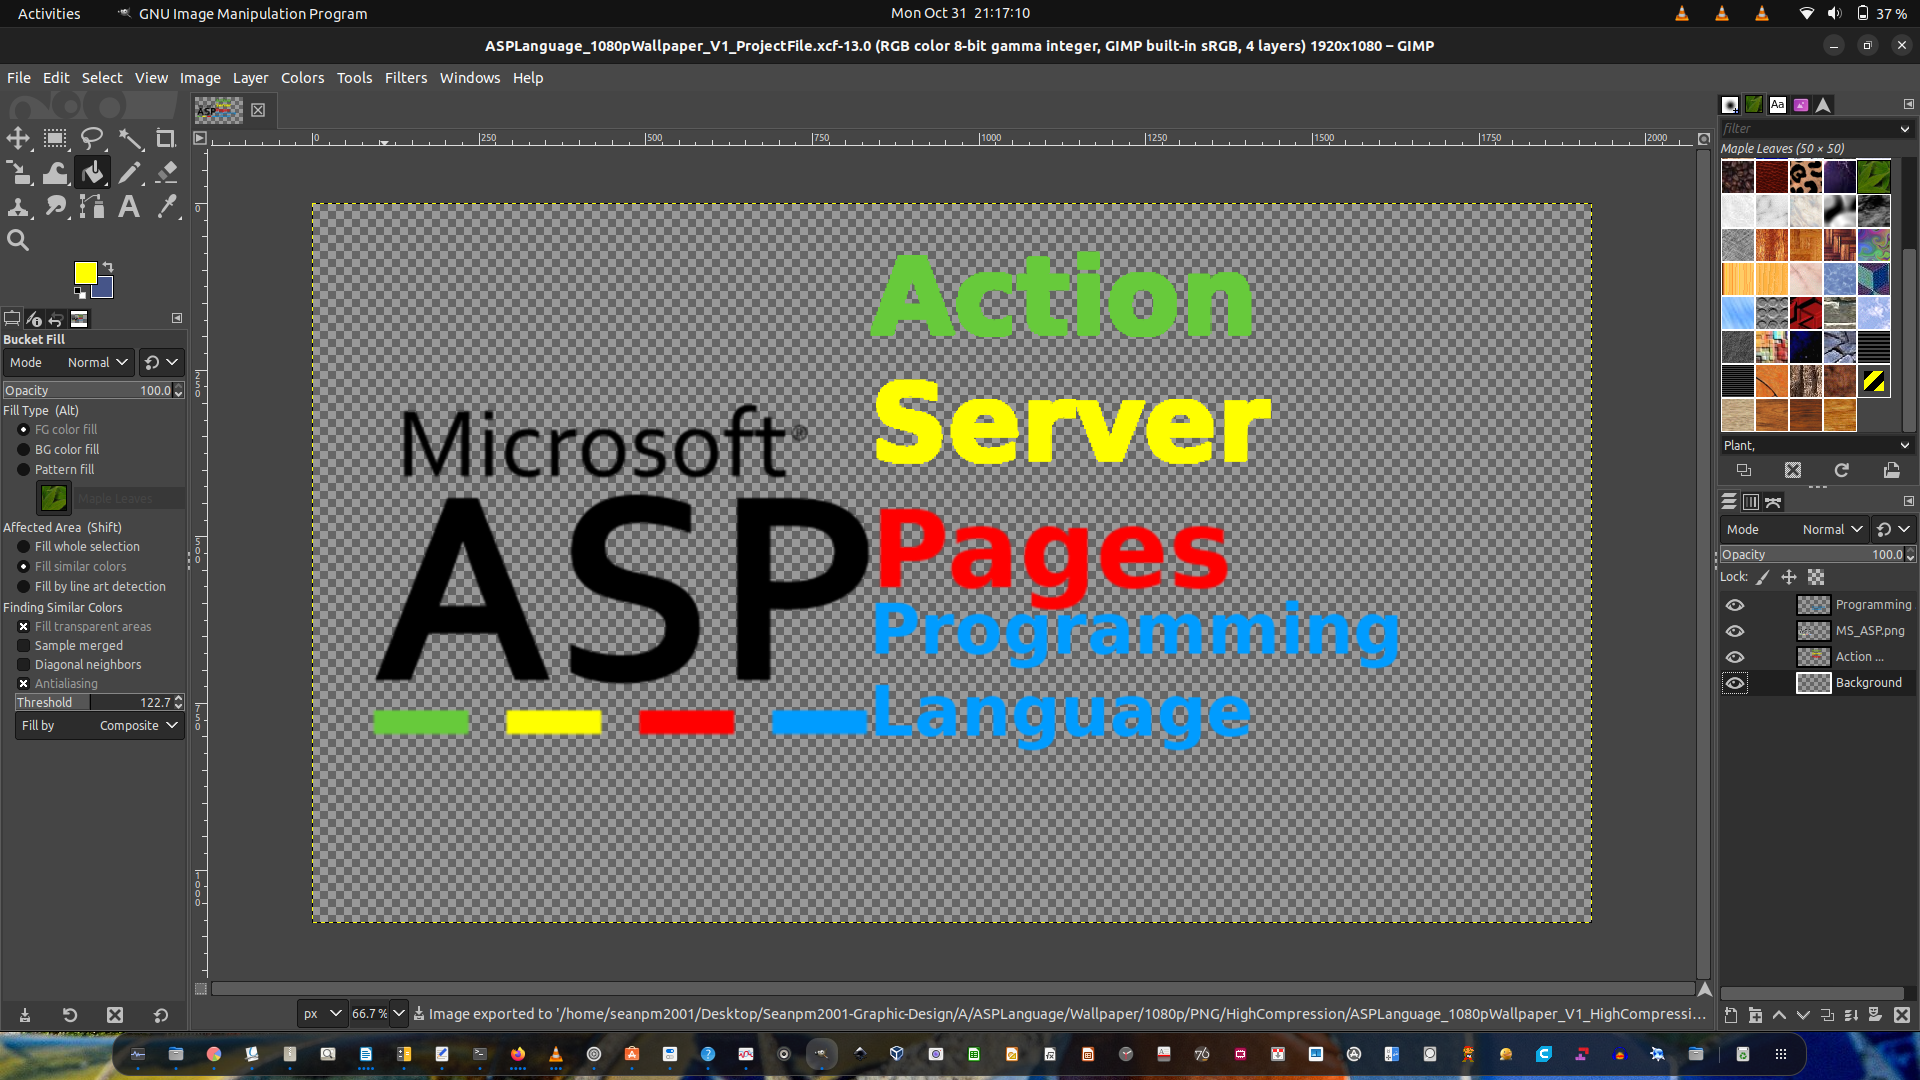 Activities
GNU Image Manipulation Program
Mon Oct 31 21:17:10
37 %
ASPLanguage_1080pWallpaper_V1_ProjectFile.xcf-13.0 (RGB color 8-bit gamma integer, GIMP built-in sRGB, 4 layers) 1920x1080 – GIMP
File Edit Select View Image Layer Colors Tools Filters Windows Help
0 250 500 750 1000 1250 1500 1750 2000
0
250
500
750
1000
Bucket Fill
Mode Normal
Opacity 100.0
Fill Type (Alt)
FG color fill
BG color fill
Pattern fill
Maple Leaves
Affected Area (Shift)
Fill whole selection
Fill similar colors
Fill by line art detection
Finding Similar Colors
Fill transparent areas
Sample merged
Diagonal neighbors
Antialiasing
Threshold 122.7
Fill by Composite
Microsoft®
ASP
Action
Server
Pages
Programming
Language
Aa
filter
Maple Leaves (50 × 50)
Plant,
Mode Normal
Opacity 100.0
Lock:
Programming
MS_ASP.png
Action ...
Background
px 66.7 % Image exported to '/home/seanpm2001/Desktop/Seanpm2001-Graphic-Design/A/ASPLanguage/Wallpaper/1080p/PNG/HighCompression/ASPLanguage_1080pWallpaper_V1_HighCompressi...
76